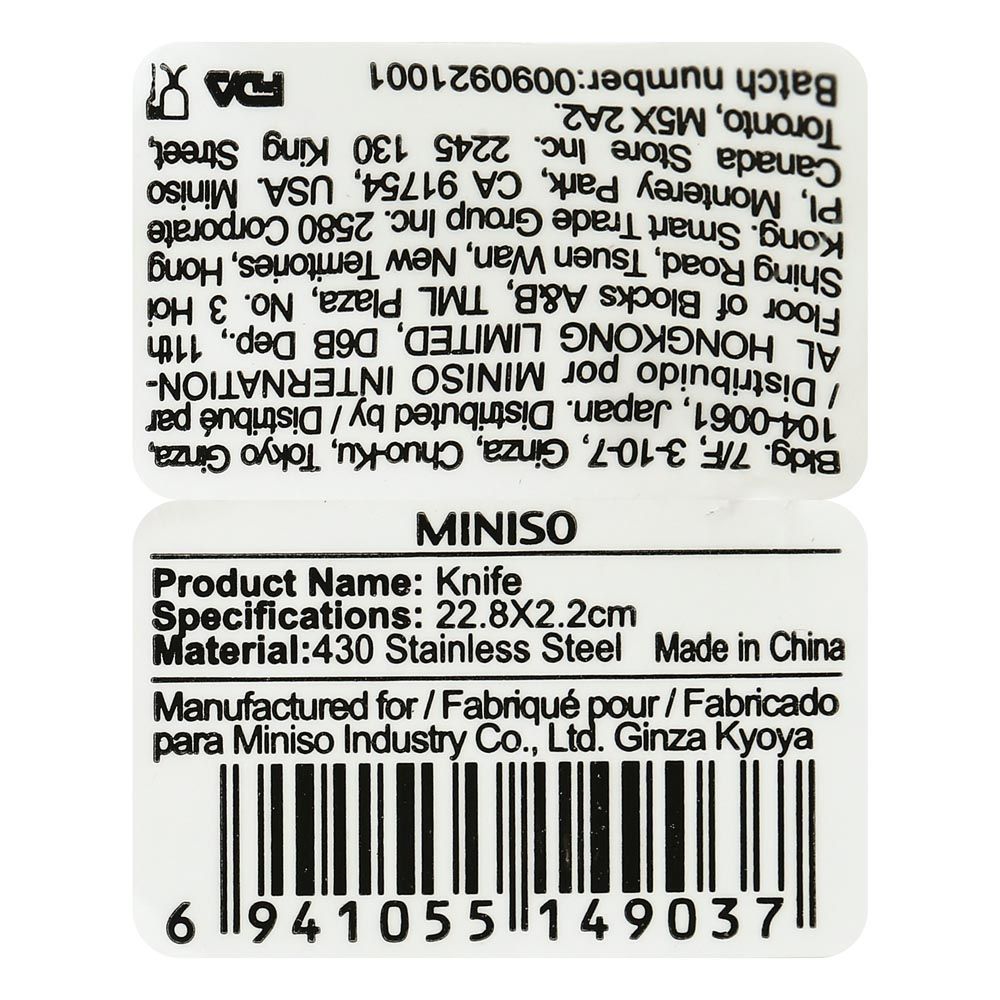 MINISO
Product Name: Knife
Specifications: 22.8X2.2cm
Material:430 Stainless Steel Made in China
Manufactured for / Fabriqué pour / Fabricado
para Miniso Industry Co., Ltd. Ginza Kyoya
6 941055 149037
Bldg. 7/F, 3-10-7, Ginza, Chuo-Ku, Tokyo Ginza,
104-0061, Japan. Distributed by / Distribué par
/ Distribuido por MINISO INTERNATION-
AL HONGKONG LIMITED, D6B Dep., 11th
Floor of Blocks A&B, TML Plaza, No. 3 Hoi
Shing Road, Tsuen Wan, New Territories, Hong
Kong. Smart Trade Group Inc. 2580 Corporate
Pl, Monterey Park, CA 91754, USA. Miniso
Canada Store Inc. 2245 130 King Street,
Toronto, M5X 2A2.
Batch number:0090921001 FDA